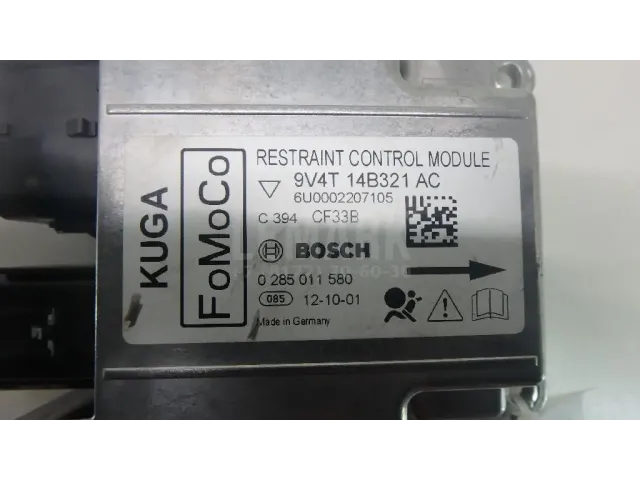 KUGA
FoMoCo
RESTRAINT CONTROL MODULE
9V4T 14B321 AC
6U0002207105
C 394 CF33B
BOSCH
0 285 011 580
085 12-10-01
Made in Germany